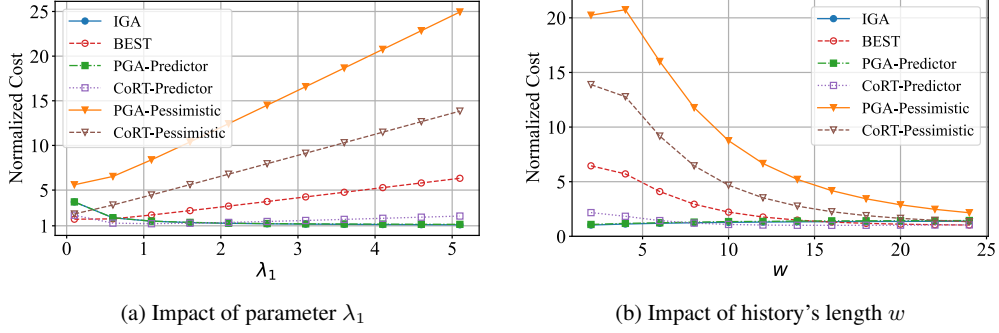 25
20
15
10
5
1
Normalized Cost
IGA
BEST
PGA-Predictor
CoRT-Predictor
PGA-Pessimistic
CoRT-Pessimistic
0 1 2 3 4 5
λ₁
(a) Impact of parameter λ₁
20
15
10
5
0
Normalized Cost
IGA
BEST
PGA-Predictor
CoRT-Predictor
PGA-Pessimistic
CoRT-Pessimistic
5 10 15 20 25
w
(b) Impact of history's length w